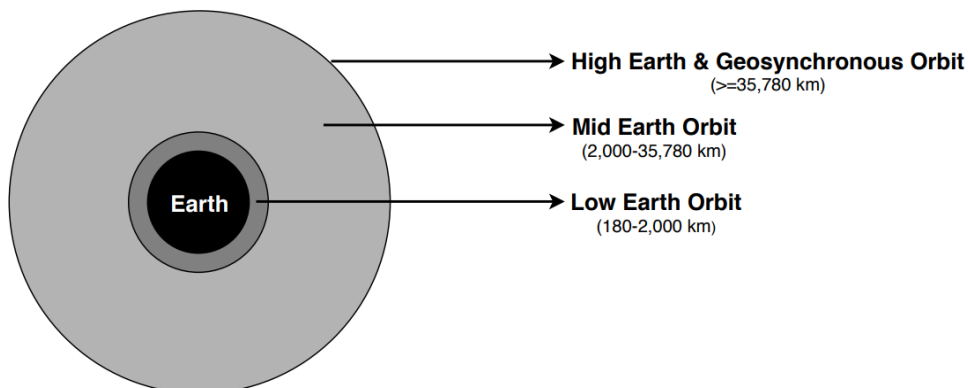 High Earth & Geosynchronous Orbit
(>=35,780 km)
Mid Earth Orbit
(2,000-35,780 km)
Earth
Low Earth Orbit
(180-2,000 km)